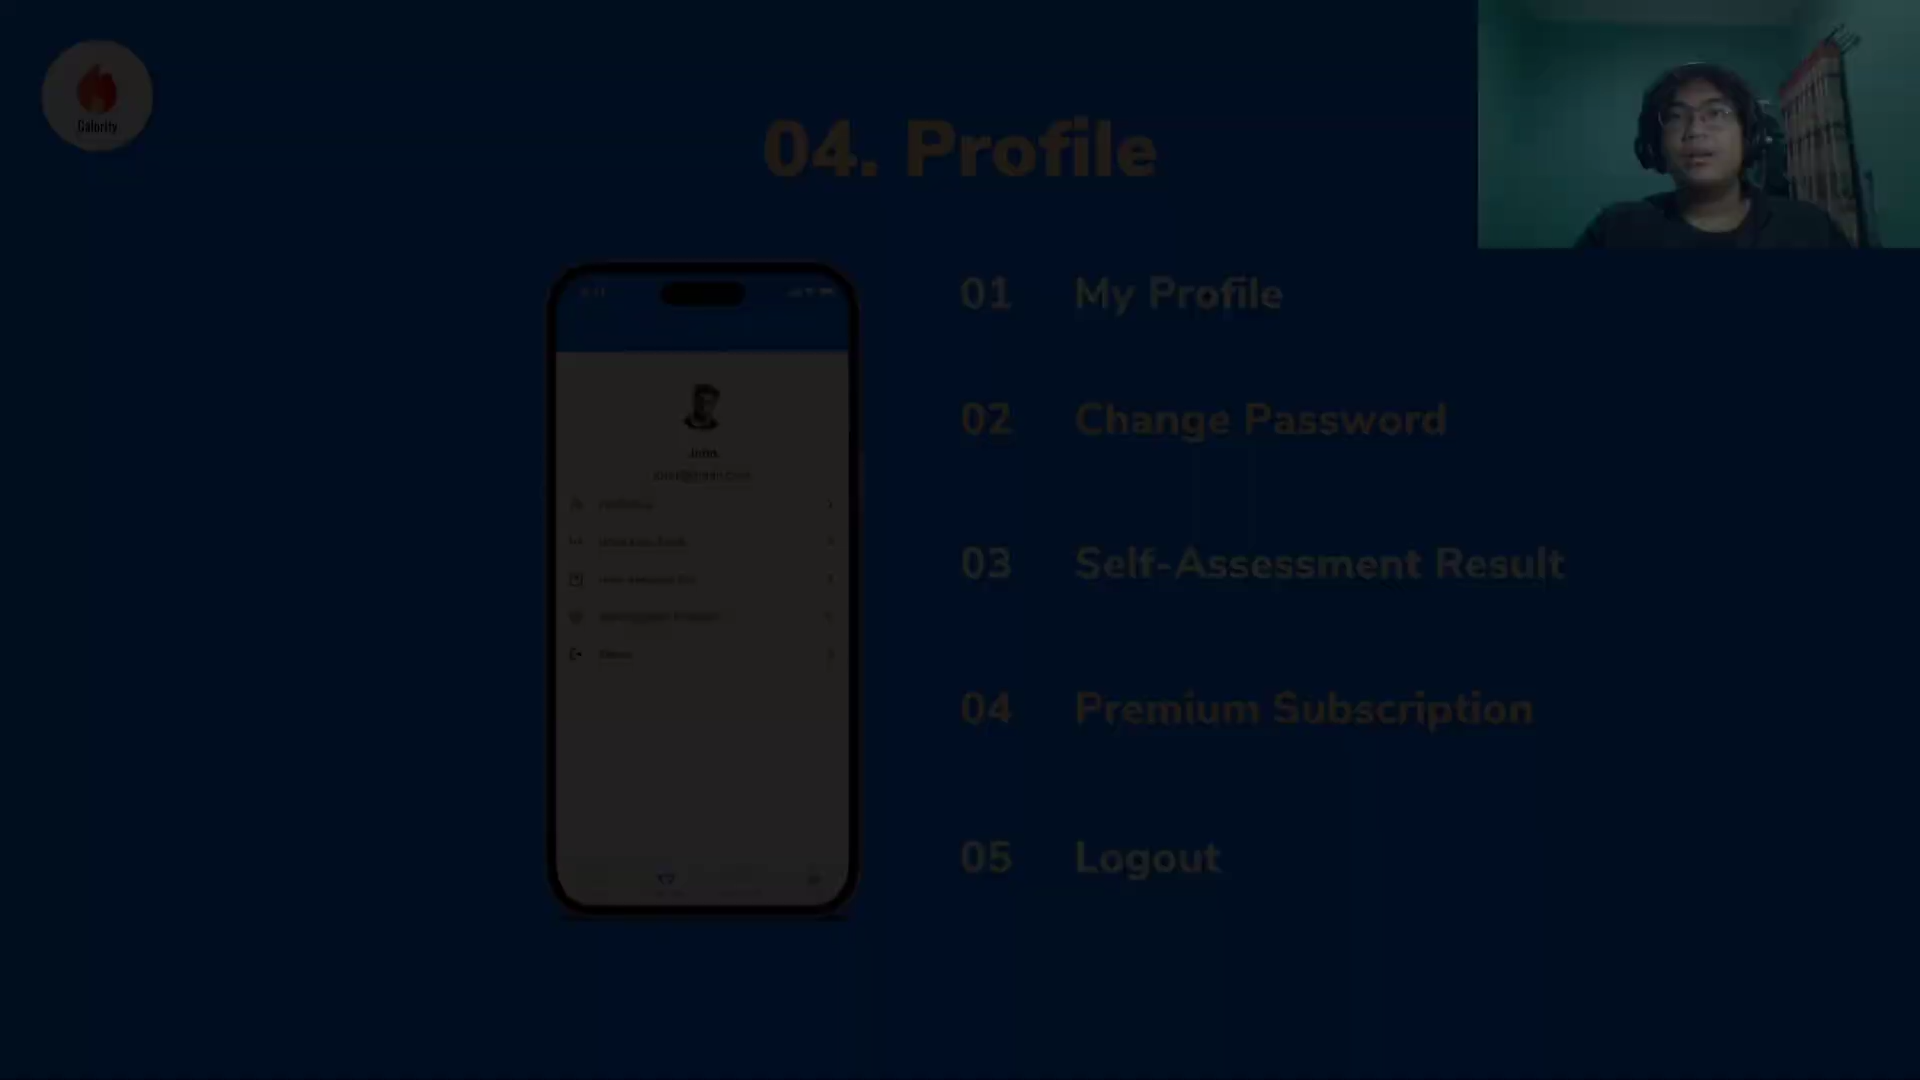 Calority
04. Profile
01 My Profile
02 Change Password
03 Self-Assessment Result
04 Premium Subscription
05 Logout
John